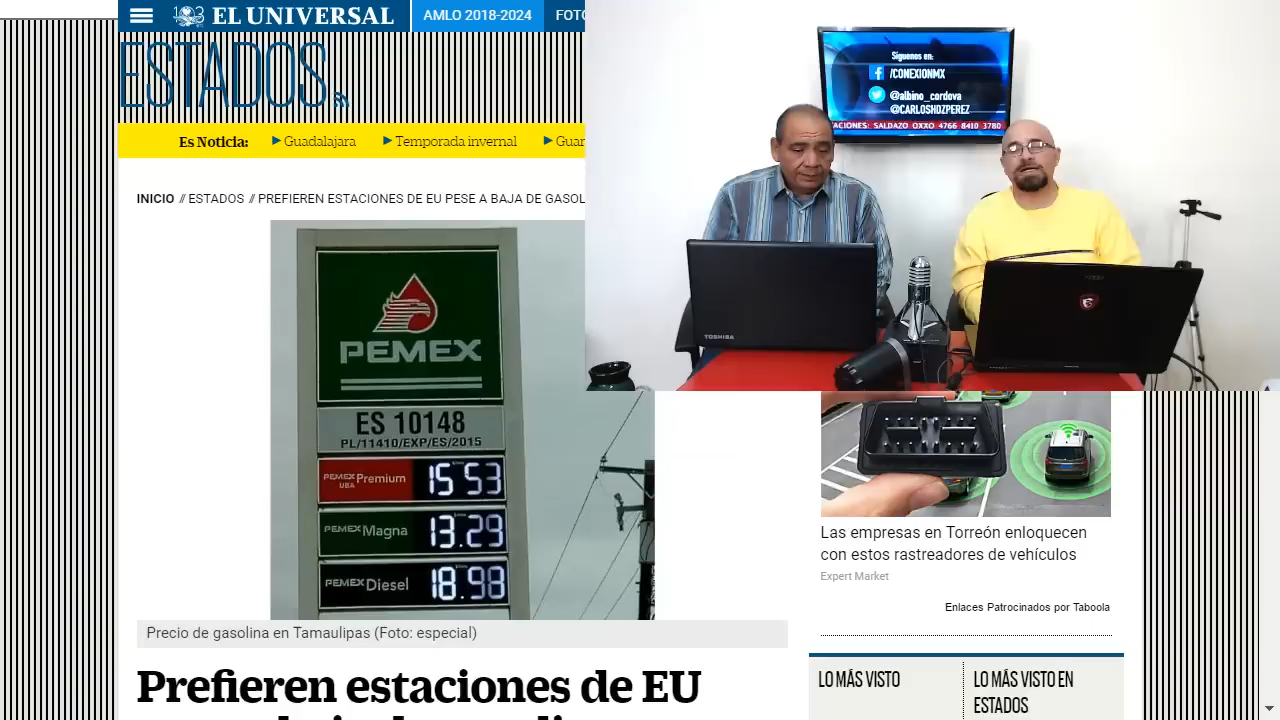 EL UNIVERSAL
AMLO 2018-2024
FOTO
ESTADOS
Es Noticia:
Guadalajara
Temporada invernal
Guar
INICIO // ESTADOS // PREFIEREN ESTACIONES DE EU PESE A BAJA DE GASOL
PEMEX
ES 10148
PL/11410/EXP/ES/2015
PEMEX Premium
UBA
15 53
PEMEX Magna
13.29
PEMEX Diesel
18.98
Precio de gasolina en Tamaulipas (Foto: especial)
Prefieren estaciones de EU
Síguenos en:
/CONEXIONMX
@albino_cordova
@CARLOSHDZPEREZ
ACIONES: SALDAZO OXXO 4766 8410 3780
TOSHIBA
Las empresas en Torreón enloquecen
con estos rastreadores de vehículos
Expert Market
Enlaces Patrocinados por Taboola
LO MÁS VISTO
LO MÁS VISTO EN
ESTADOS